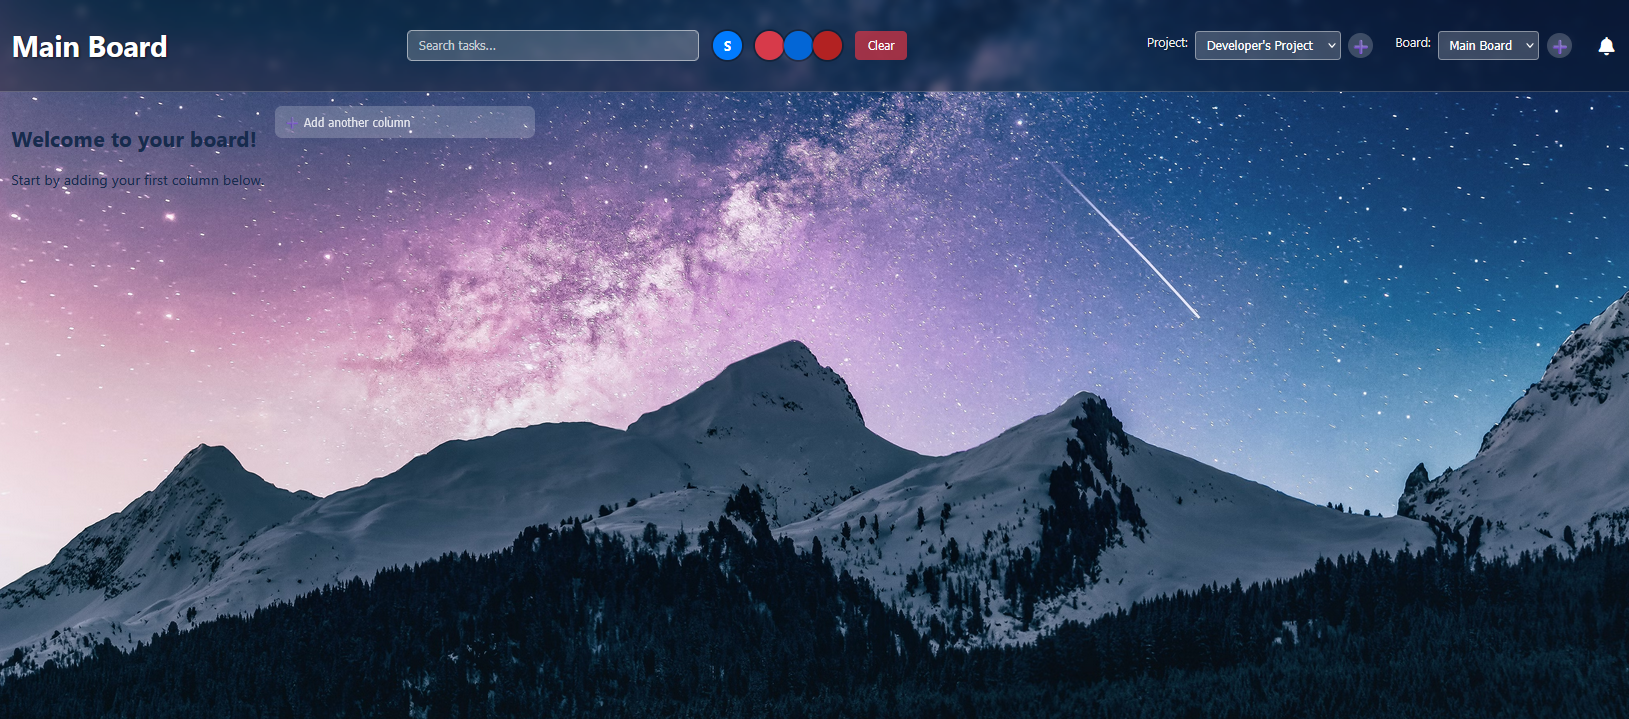 Main Board
Search tasks...
S
Clear
Project:
Developer's Project
Board:
Main Board
Welcome to your board!
Add another column
Start by adding your first column below.